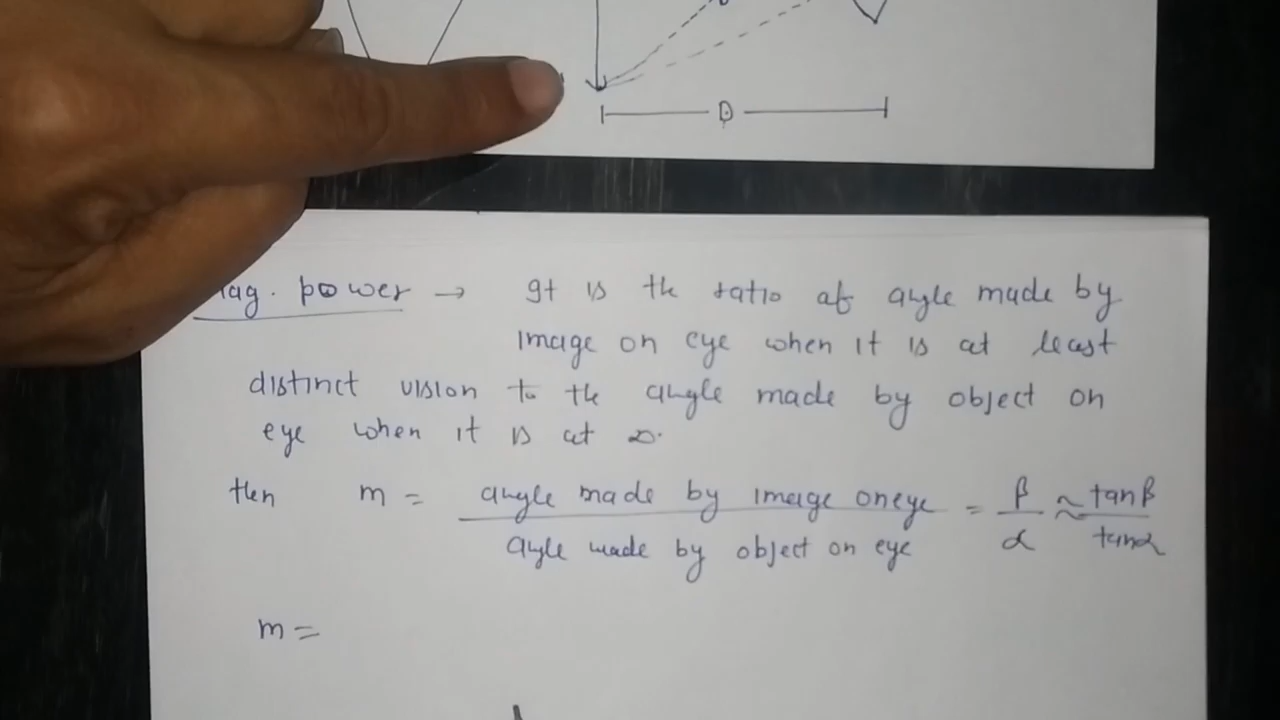 D
mag. power → It is the ratio of angle made by
image on eye when it is at least
distinct vision to the angle made by object on
eye when it is at ∞.
then m = angle made by image on eye / angle made by object on eye = β/α ≈ tanβ/tanα
m =